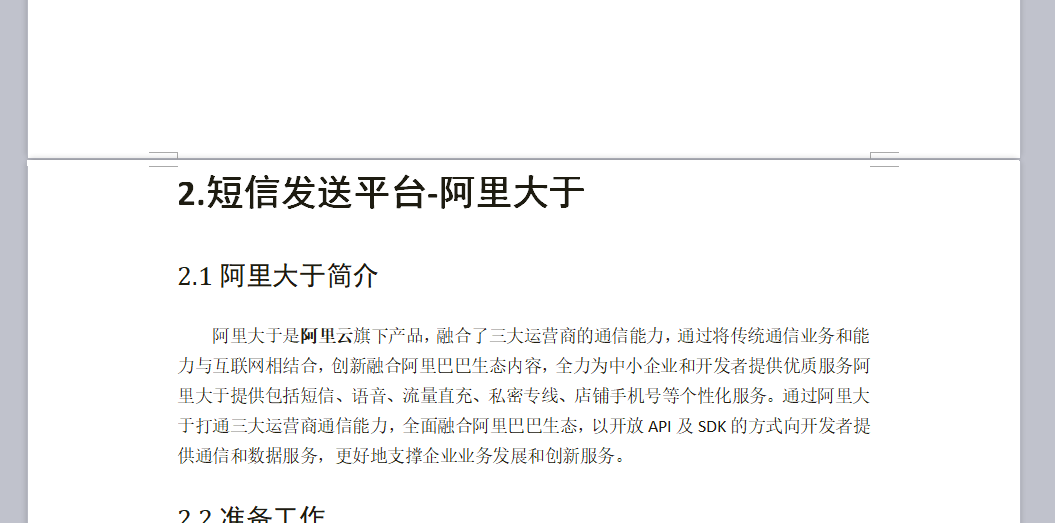 2.短信发送平台-阿里大于
2.1 阿里大于简介
阿里大于是阿里云旗下产品，融合了三大运营商的通信能力，通过将传统通信业务和能
力与互联网相结合，创新融合阿里巴巴生态内容，全力为中小企业和开发者提供优质服务阿
里大于提供包括短信、语音、流量直充、私密专线、店铺手机号等个性化服务。通过阿里大
于打通三大运营商通信能力，全面融合阿里巴巴生态，以开放 API 及 SDK 的方式向开发者提
供通信和数据服务，更好地支撑企业业务发展和创新服务。
2.2 准备工作